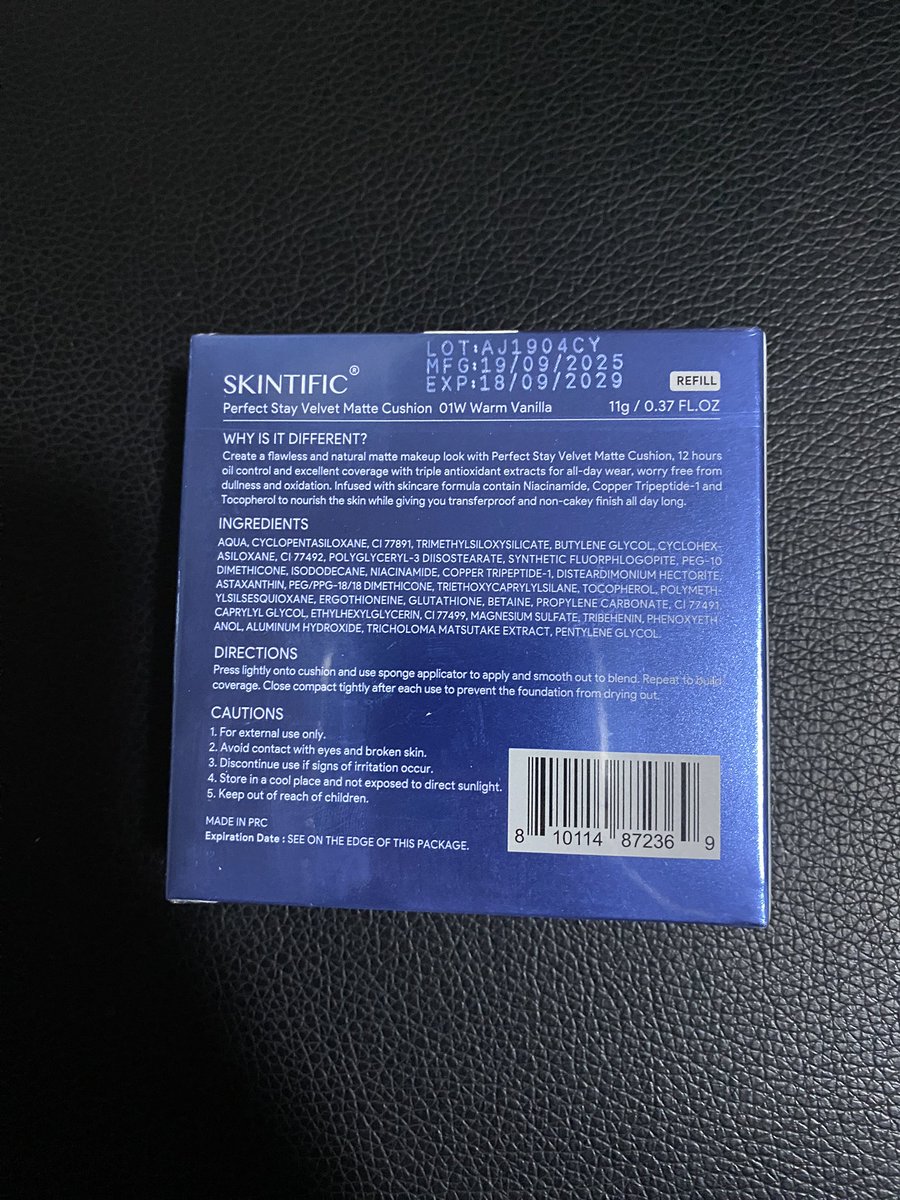 LOT:AJ1904CY
MFG:19/09/2025
EXP:18/09/2029
SKINTIFIC®
REFILL
Perfect Stay Velvet Matte Cushion 01W Warm Vanilla 11g / 0.37 FL.OZ
WHY IS IT DIFFERENT?
Create a flawless and natural matte makeup look with Perfect Stay Velvet Matte Cushion, 12 hours
oil control and excellent coverage with triple antioxidant extracts for all-day wear, worry free from
dullness and oxidation. Infused with skincare formula contain Niacinamide, Copper Tripeptide-1 and
Tocopherol to nourish the skin while giving you transferproof and non-cakey finish all day long.
INGREDIENTS
AQUA, CYCLOPENTASILOXANE, CI 77891, TRIMETHYLSILOXYSILICATE, BUTYLENE GLYCOL, CYCLOHEX-
ASILOXANE, CI 77492, POLYGLYCERYL-3 DIISOSTEARATE, SYNTHETIC FLUORPHLOGOPITE, PEG-10
DIMETHICONE, ISODODECANE, NIACINAMIDE, COPPER TRIPEPTIDE-1, DISTEARDIMONIUM HECTORITE,
ASTAXANTHIN, PEG/PPG-18/18 DIMETHICONE, TRIETHOXYCAPRYLYLSILANE, TOCOPHEROL, POLYMETH-
YLSILSESQUIOXANE, ERGOTHIONEINE, GLUTATHIONE, BETAINE, PROPYLENE CARBONATE, CI 77491,
CAPRYLYL GLYCOL, ETHYLHEXYLGLYCERIN, CI 77499, MAGNESIUM SULFATE, TRIBEHENIN, PHENOXYETH-
ANOL, ALUMINUM HYDROXIDE, TRICHOLOMA MATSUTAKE EXTRACT, PENTYLENE GLYCOL.
DIRECTIONS
Press lightly onto cushion and use sponge applicator to apply and smooth out to blend. Repeat to build
coverage. Close compact tightly after each use to prevent the foundation from drying out.
CAUTIONS
1. For external use only.
2. Avoid contact with eyes and broken skin.
3. Discontinue use if signs of irritation occur.
4. Store in a cool place and not exposed to direct sunlight.
5. Keep out of reach of children.
MADE IN PRC
Expiration Date : SEE ON THE EDGE OF THIS PACKAGE.
8 10114 87236 9